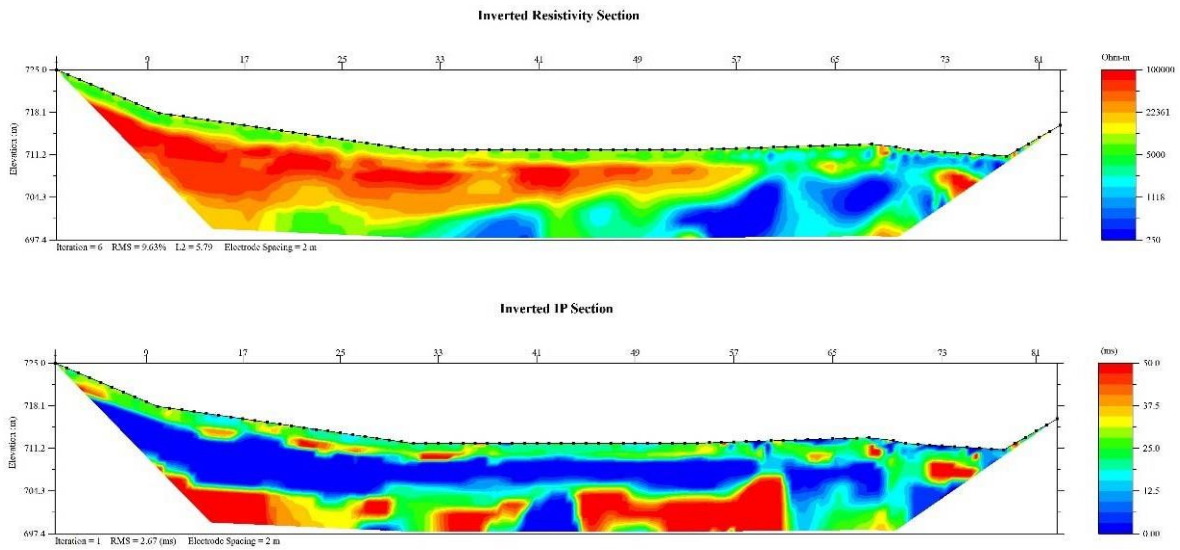 Inverted Resistivity Section
Ohm-m
1 9 17 25 33 41 49 57 65 73 81
725.0 100000
718.1 22361
711.2 5000
704.3 1118
697.4 250
Elevation (m)
Iteration = 6 RMS = 9.63% L2 = 5.79 Electrode Spacing = 2 m
Inverted IP Section
(ms)
1 9 17 25 33 41 49 57 65 73 81
725.0 50.0
718.1 37.5
711.2 25.0
704.3 12.5
697.4 0.00
Elevation (m)
Iteration = 1 RMS = 2.67 (ms) Electrode Spacing = 2 m